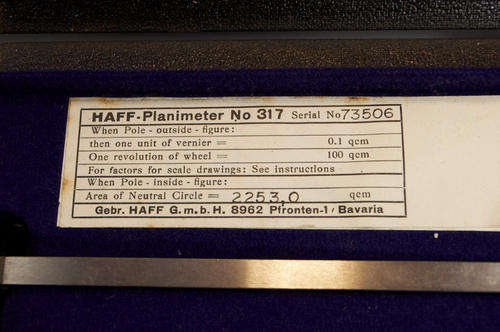 HAFF-Planimeter No 317 Serial No 73506
When Pole - outside - figure:
then one unit of vernier = 0.1 qcm
One revolution of wheel = 100 qcm
For factors for scale drawings: See instructions
When Pole - inside - figure:
Area of Neutral Circle = 2253,0 qcm
Gebr. HAFF G.m.b.H. 8962 Pfronten-1 / Bavaria